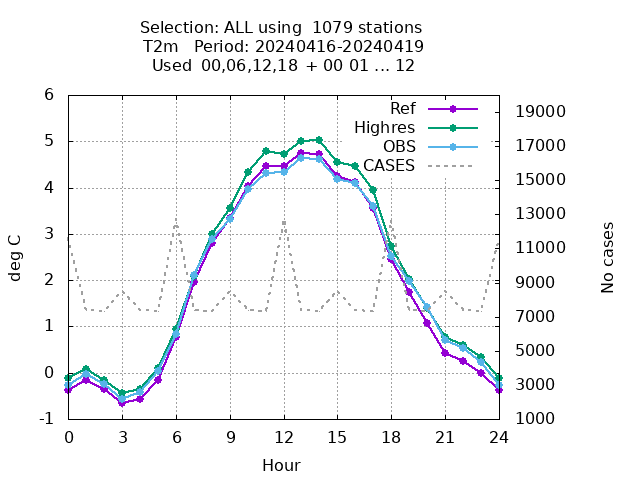 Selection: ALL using  1079 stations
T2m   Period: 20240416-20240419
Used  00,06,12,18 + 00 01 ... 12
Ref
Highres
OBS
CASES
6
5
4
3
2
1
0
-1
deg C
19000
17000
15000
13000
11000
9000
7000
5000
3000
1000
No cases
0 3 6 9 12 15 18 21 24
Hour